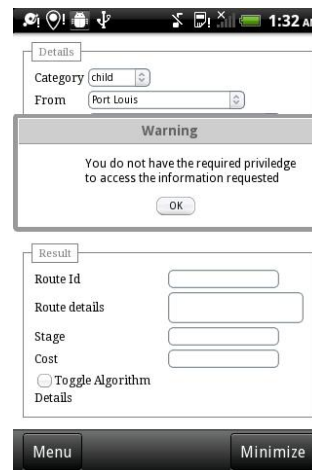 1:32 AM
Details
Category child
From Port Louis
Warning
You do not have the required priviledge
to access the information requested
OK
Result
Route Id
Route details
Stage
Cost
Toggle Algorithm
Details
Menu Minimize